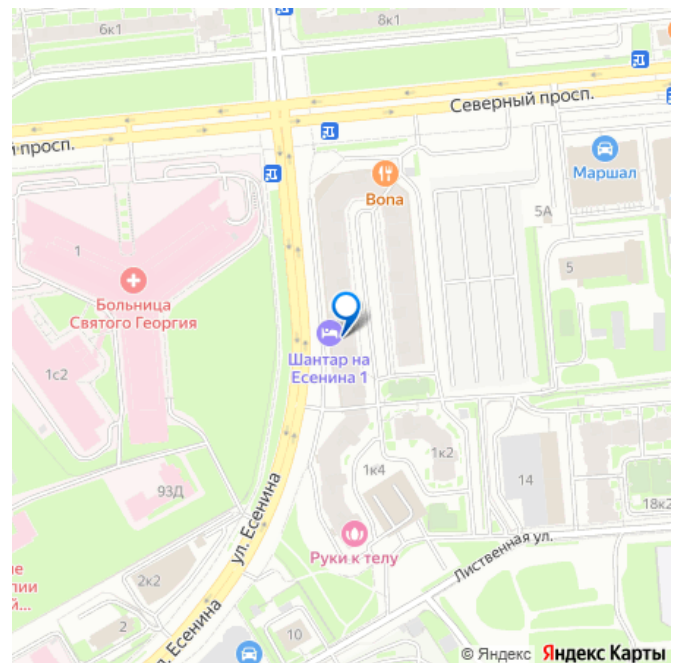 6к1
8к1
Северный просп.
й просп.
Маршал
Вопа
5А
5
1
Больница
Святого Георгия
Шантар на
Есенина 1
1с2
1к2
1к4
14
93Д
18к2
ул. Есенина
Руки к телу
Лиственная ул.
2к2
2
10
л. Есенина
© Яндекс Яндекс Карты